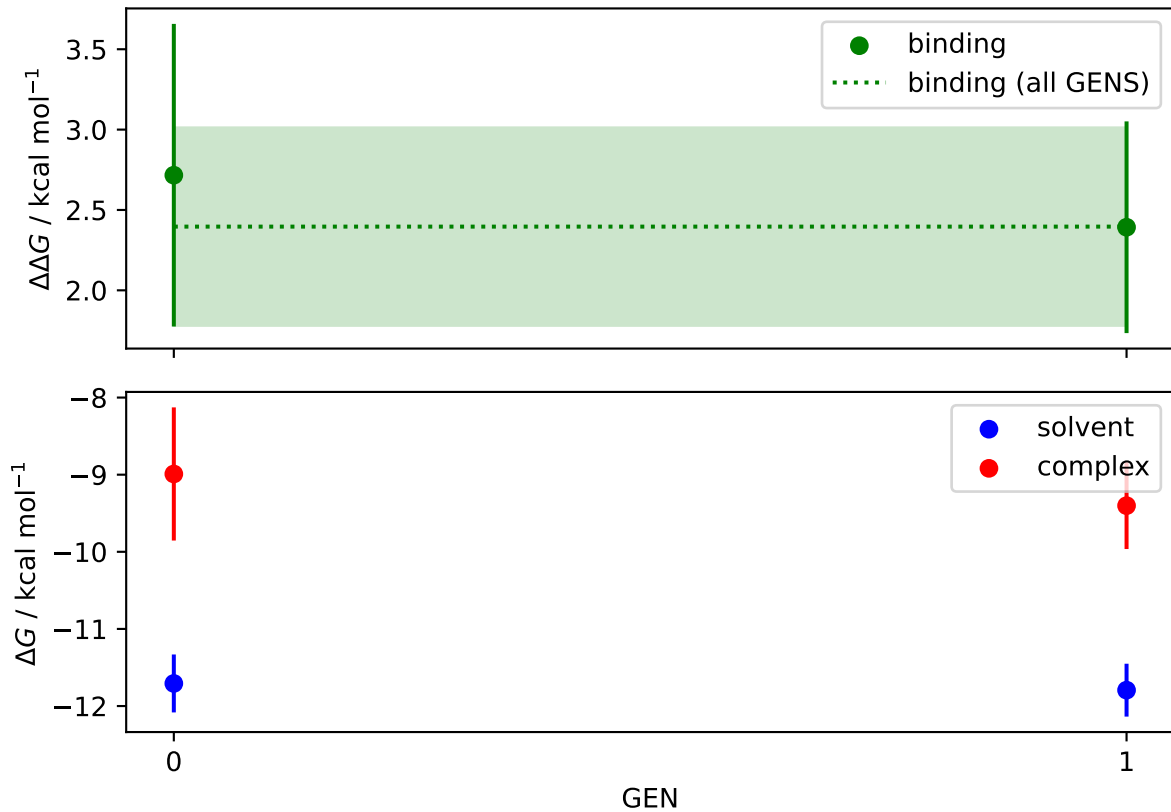 3.5
3.0
2.5
2.0
ΔΔG / kcal mol⁻¹
binding
binding (all GENS)
−8
−9
−10
−11
−12
ΔG / kcal mol⁻¹
solvent
complex
0
1
GEN